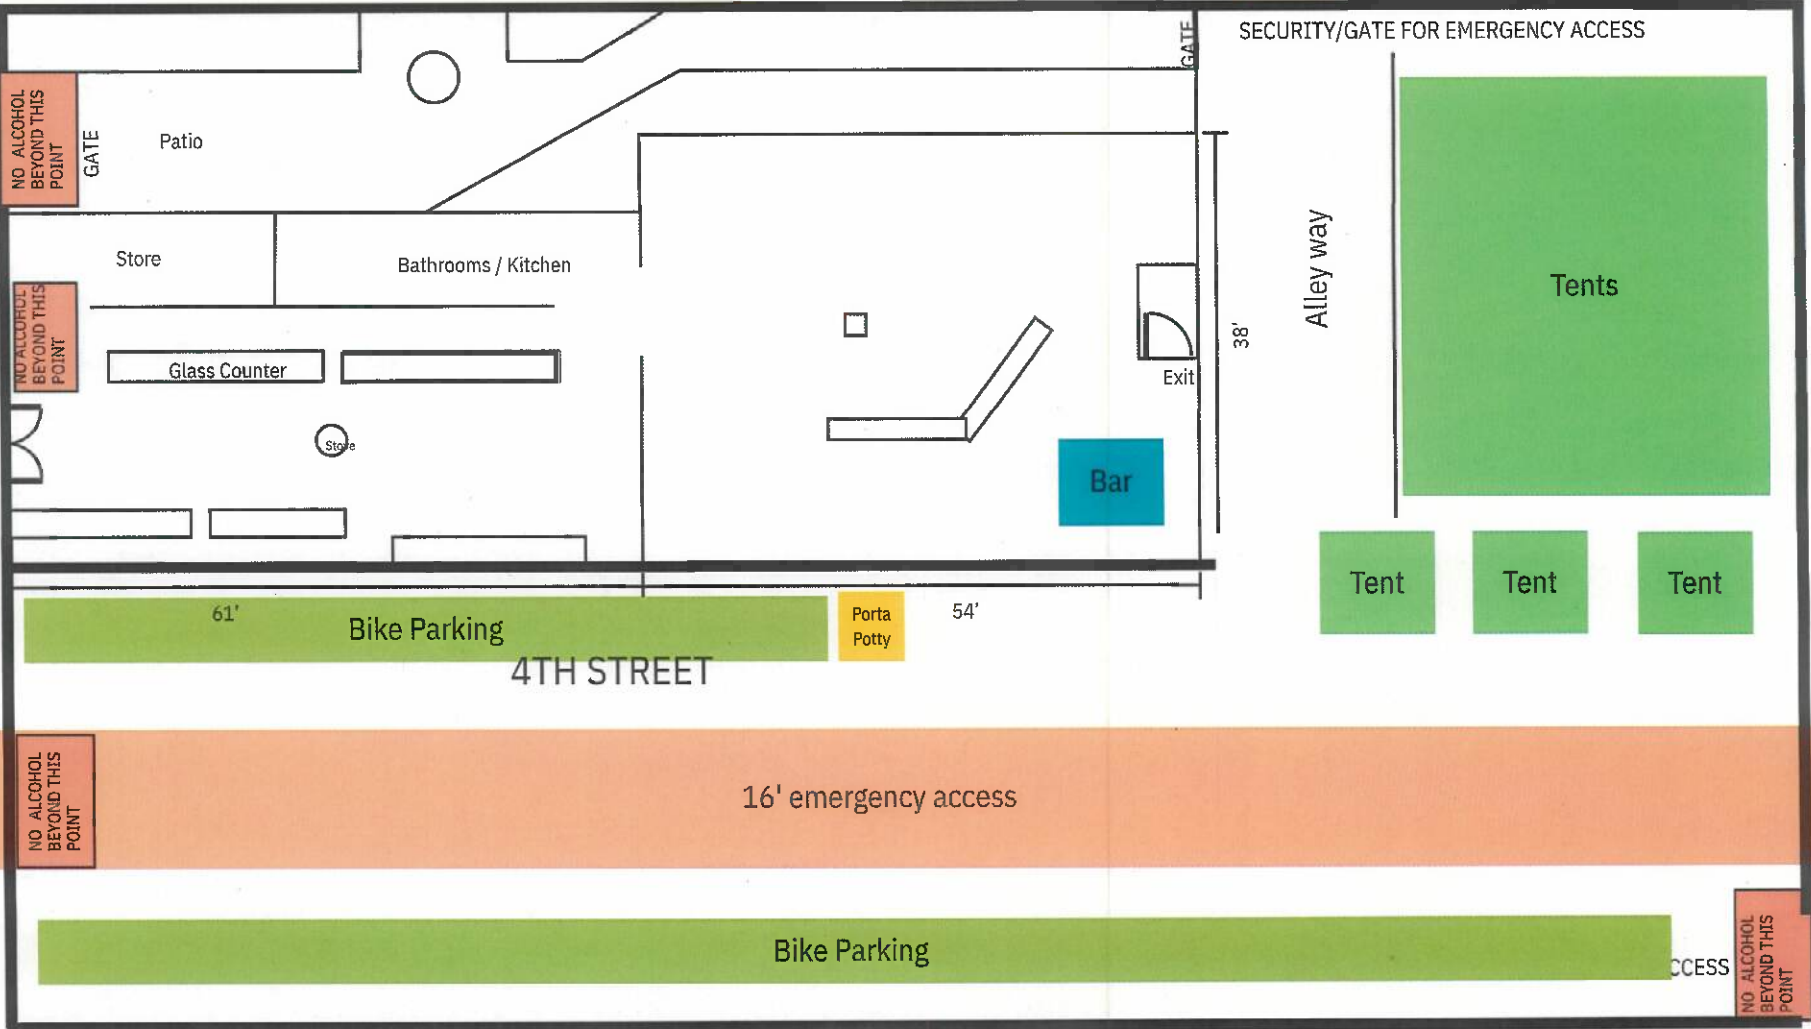 SECURITY/GATE FOR EMERGENCY ACCESS
GATE
NO ALCOHOL
BEYOND THIS
POINT
GATE
Patio
Store
Bathrooms / Kitchen
NO ALCOHOL
BEYOND THIS
POINT
Glass Counter
Store
Exit
38'
Alley way
Tents
Bar
Tent
Tent
Tent
61'
Bike Parking
Porta
Potty
54'
4TH STREET
NO ALCOHOL
BEYOND THIS
POINT
16' emergency access
Bike Parking
CCESS
NO ALCOHOL
BEYOND THIS
POINT